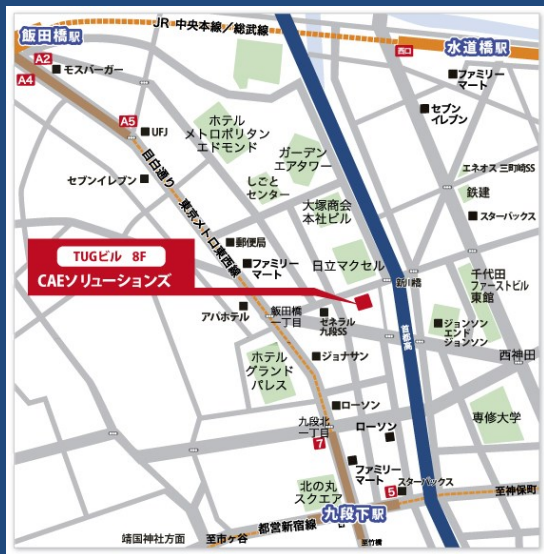 JR 中央本線／総武線
飯田橋駅
西口
水道橋駅
A2
モスバーガー
A4
ファミリー
マート
A5
UFJ
ホテル
メトロポリタン
エドモンド
セブン
イレブン
ガーデン
エアタワー
目白通り
東京メトロ東西線
セブンイレブン
しごと
センター
エネオス 三町崎SS
鉄建
大塚商会
本社ビル
スターバックス
郵便局
ファミリー
マート
日立マクセル
TUGビル 8F
CAEソリューションズ
新川橋
千代田
ファーストビル
東館
アパホテル
飯田橋
一丁目
ゼネラル
九段SS
首都高
ジョンソン
エンド
ジョンソン
西神田
ホテル
グランド
パレス
ジョナサン
ローソン
専修大学
九段北
一丁目
7
ローソン
ファミリー
マート
北の丸
スクエア
5
スターバックス
至神保町
九段下駅
都営新宿線
至市ヶ谷
靖国神社方面
至竹橋